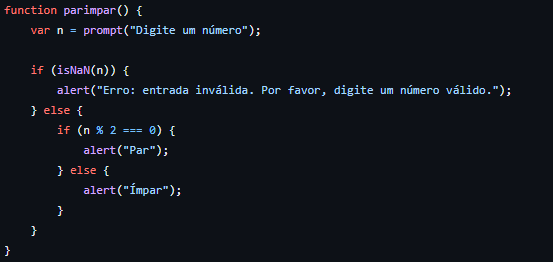 function parimpar() {
    var n = prompt("Digite um número");

    if (isNaN(n)) {
        alert("Erro: entrada inválida. Por favor, digite um número válido.");
    } else {
        if (n % 2 === 0) {
            alert("Par");
        } else {
            alert("Ímpar");
        }
    }
}